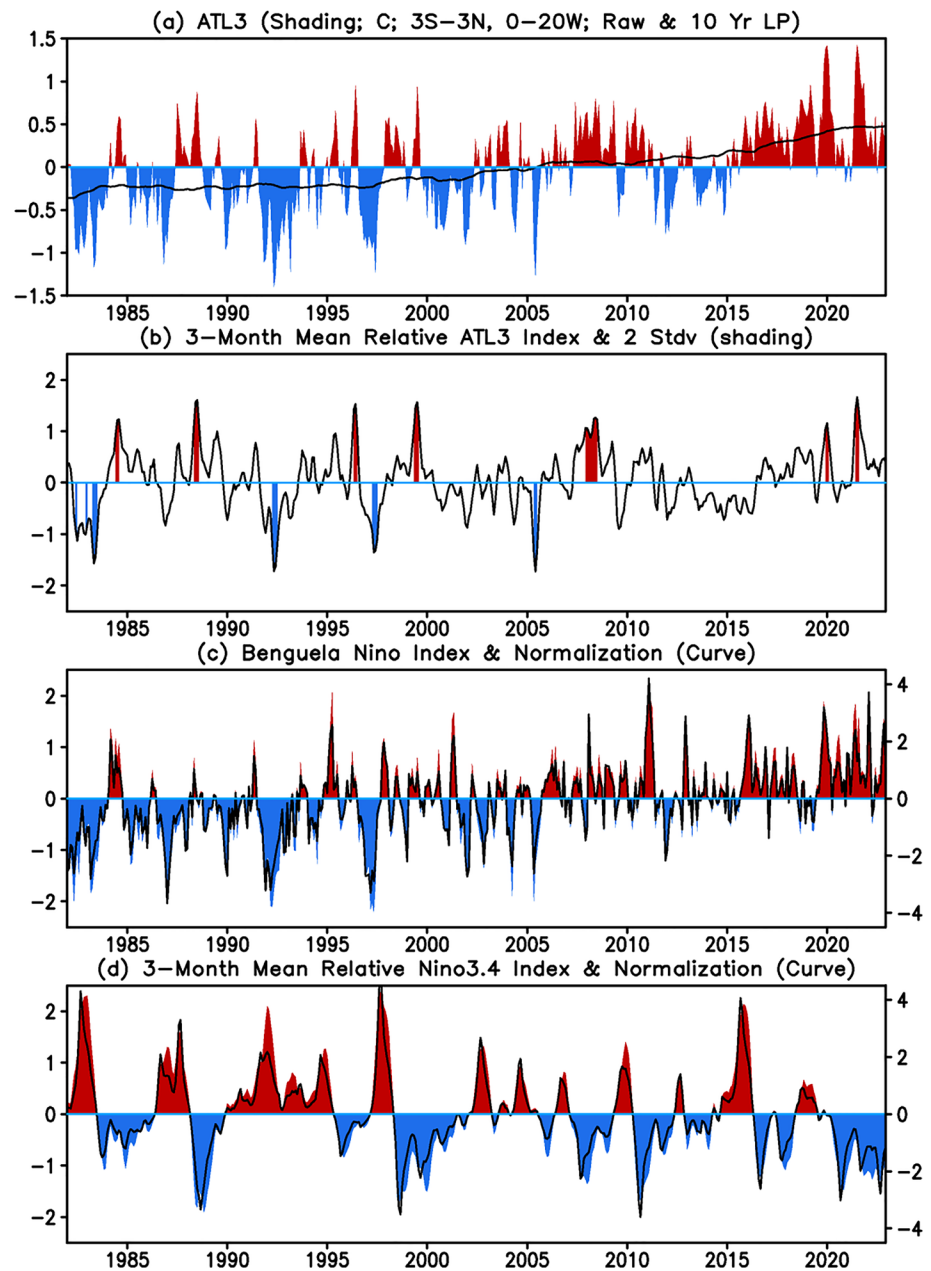 (a) ATL3 (Shading; C; 3S−3N, 0−20W; Raw & 10 Yr LP)
1.5
1
0.5
0
−0.5
−1
−1.5
1985 1990 1995 2000 2005 2010 2015 2020
(b) 3−Month Mean Relative ATL3 Index & 2 Stdv (shading)
2
1
0
−1
−2
1985 1990 1995 2000 2005 2010 2015 2020
(c) Benguela Nino Index & Normalization (Curve)
2 4
1 2
0 0
−1 −2
−2 −4
1985 1990 1995 2000 2005 2010 2015 2020
(d) 3−Month Mean Relative Nino3.4 Index & Normalization (Curve)
2 4
1 2
0 0
−1 −2
−2 −4
1985 1990 1995 2000 2005 2010 2015 2020